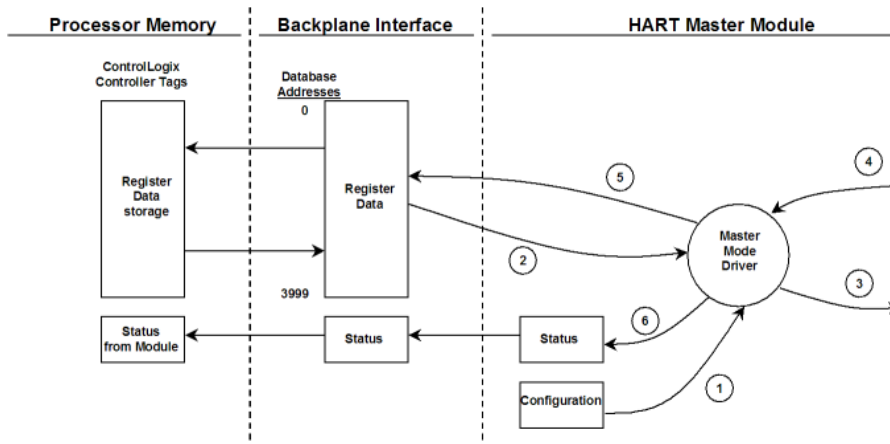 Processor Memory
Backplane Interface
HART Master Module
ControlLogix
Controller Tags
Database
Addresses
0
Register
Data
storage
Register
Data
3999
5
4
2
Master
Mode
Driver
3
Status
from Module
Status
Status
6
Configuration
1